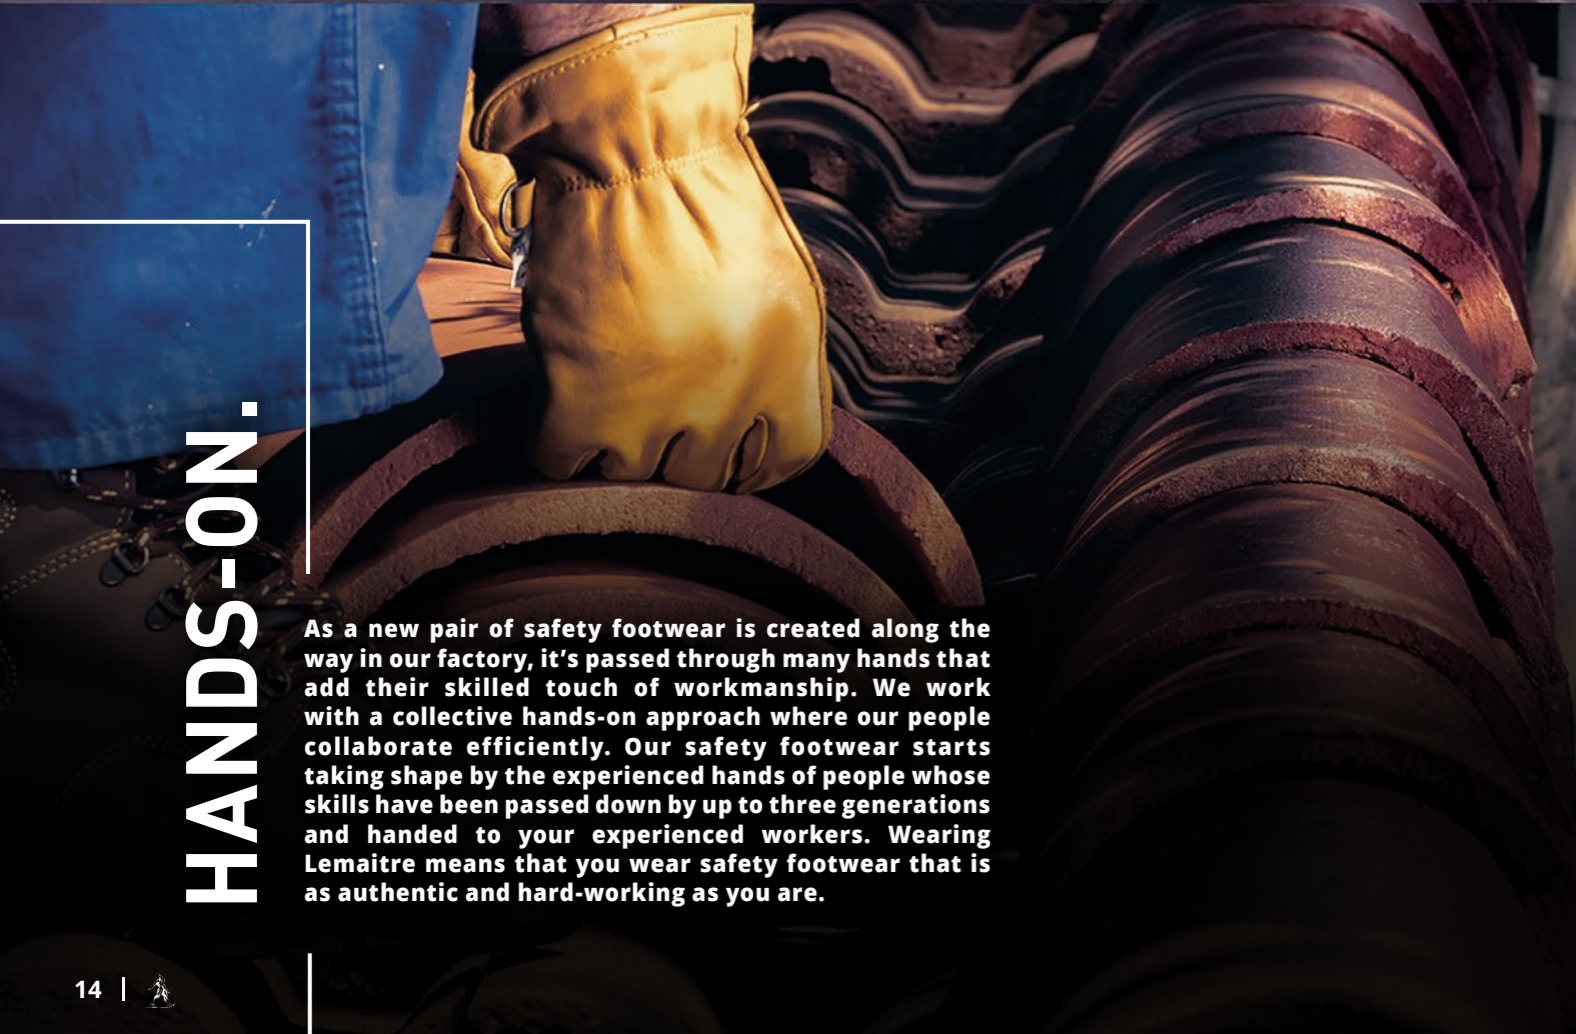 HANDS-ON.
As a new pair of safety footwear is created along the
way in our factory, it’s passed through many hands that
add their skilled touch of workmanship. We work
with a collective hands-on approach where our people
collaborate efficiently. Our safety footwear starts
taking shape by the experienced hands of people whose
skills have been passed down by up to three generations
and handed to your experienced workers. Wearing
Lemaitre means that you wear safety footwear that is
as authentic and hard-working as you are.
14